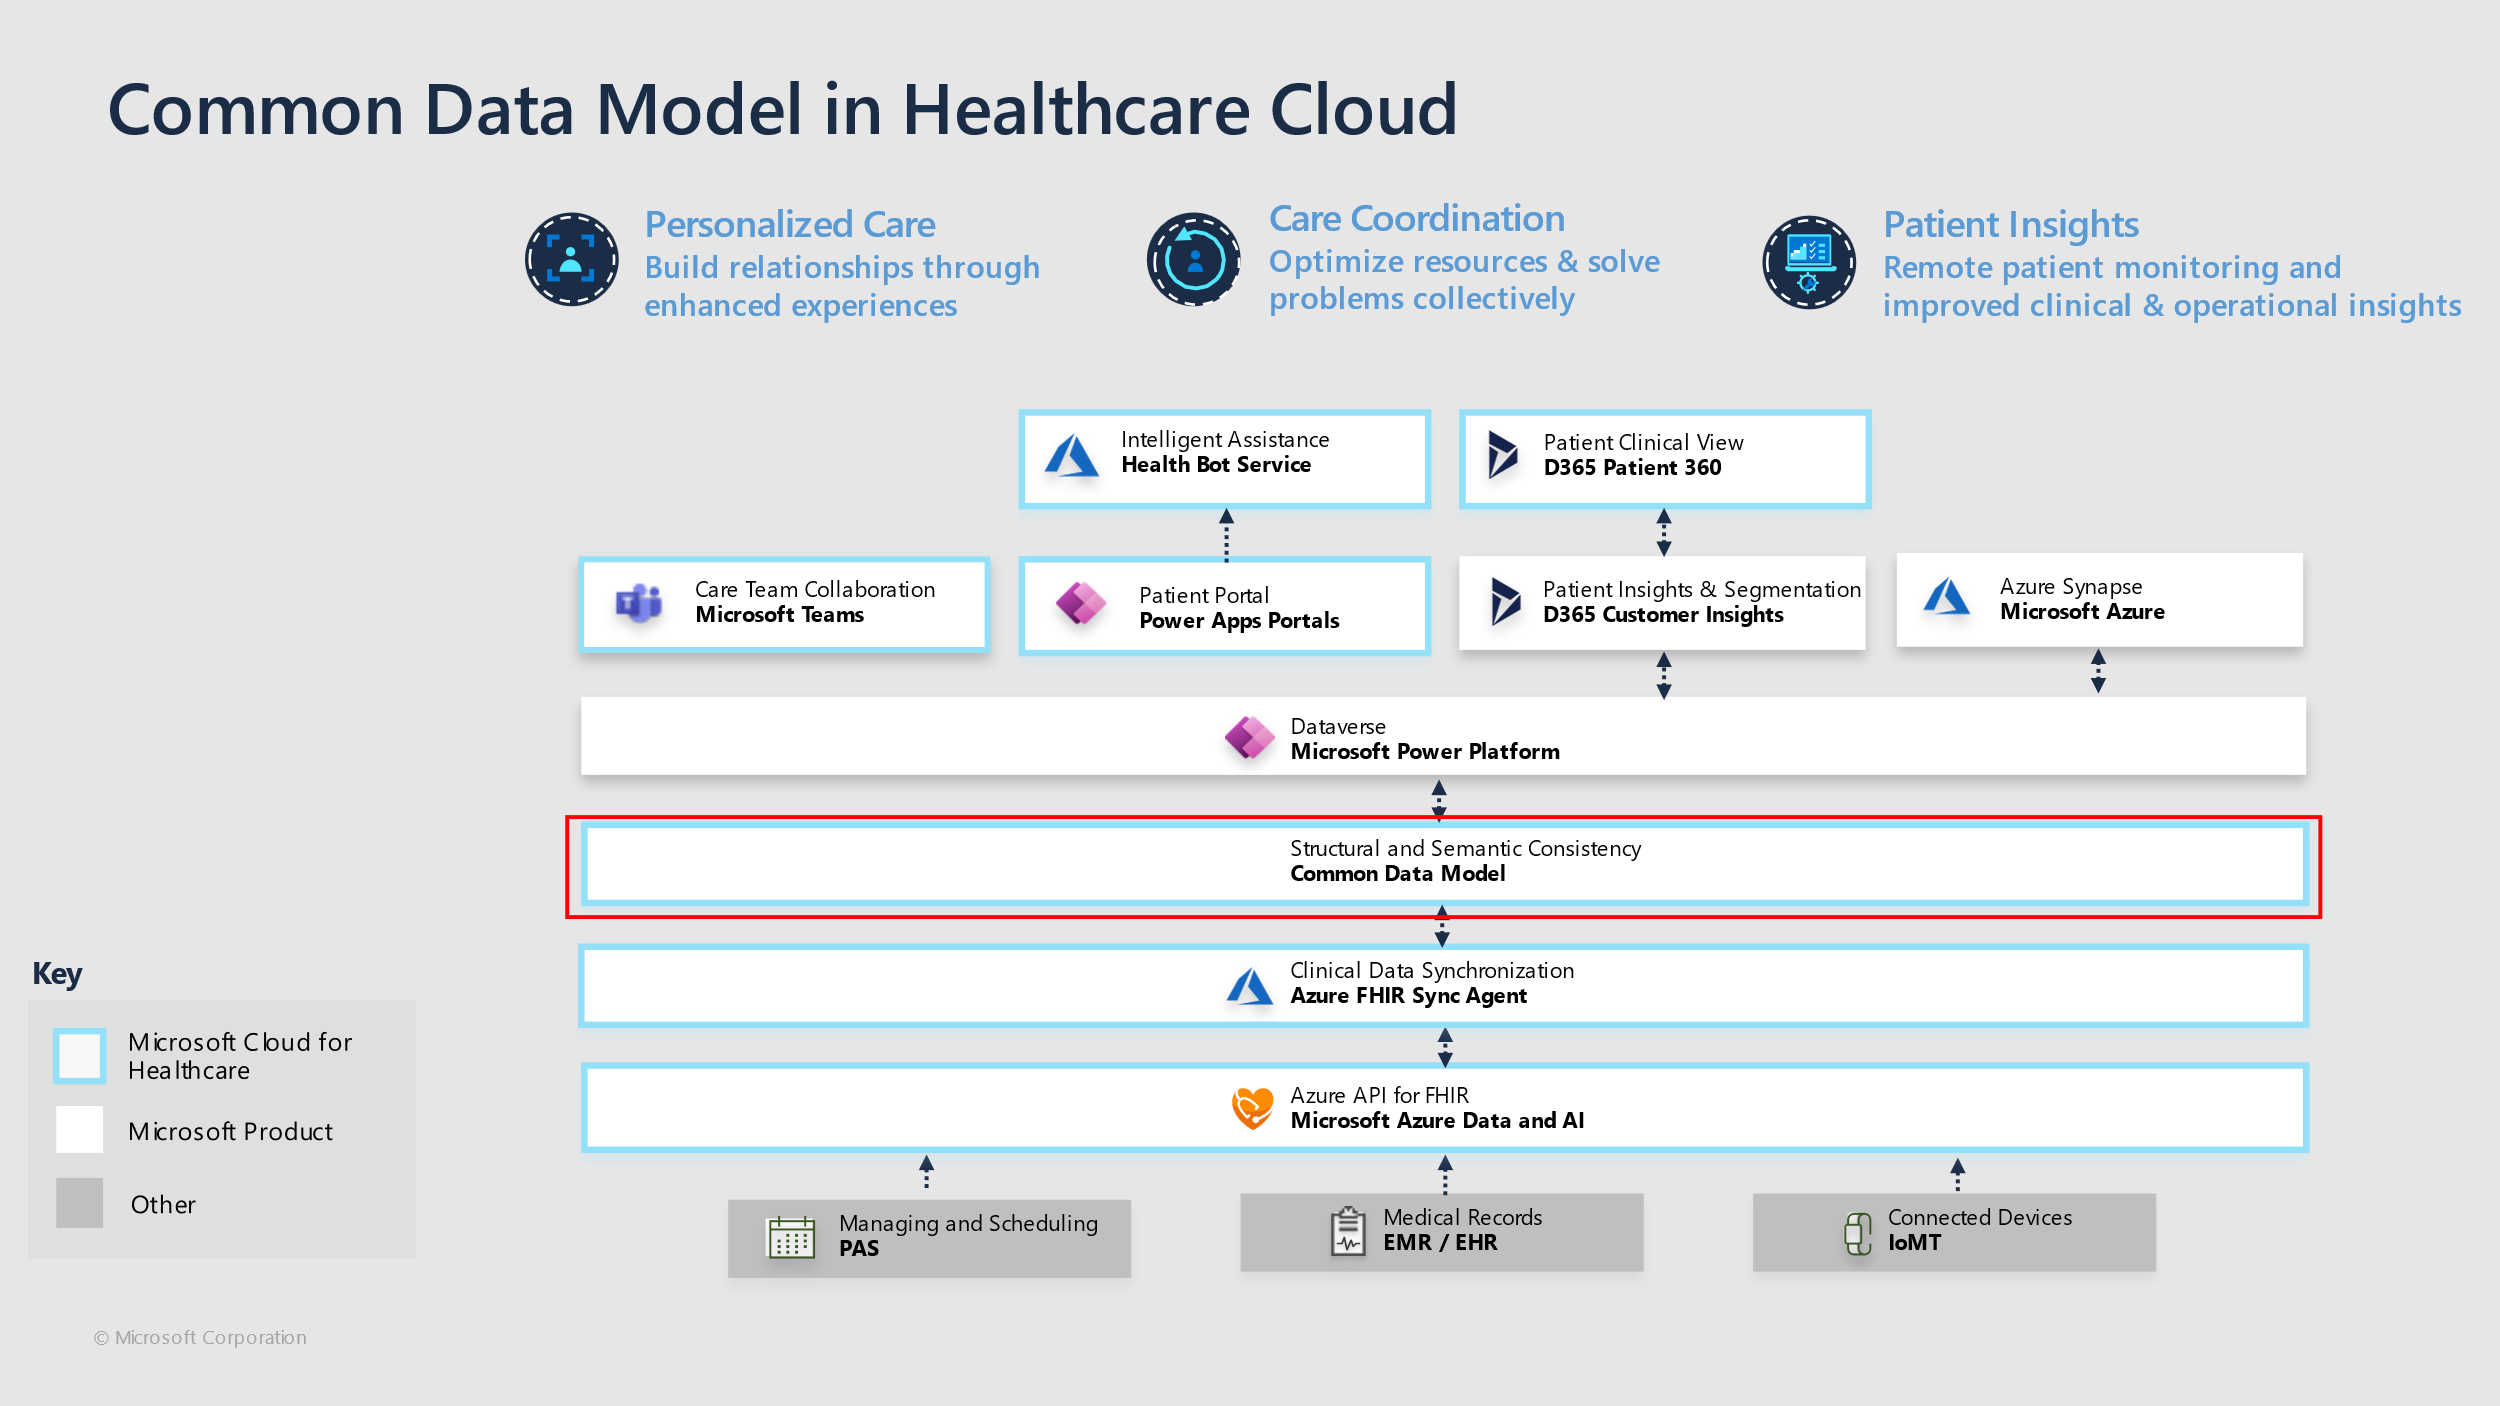 Common Data Model in Healthcare Cloud
Personalized Care
Build relationships through
enhanced experiences
Care Coordination
Optimize resources & solve
problems collectively
Patient Insights
Remote patient monitoring and
improved clinical & operational insights
Intelligent Assistance
Health Bot Service
Patient Clinical View
D365 Patient 360
Care Team Collaboration
Microsoft Teams
Patient Portal
Power Apps Portals
Patient Insights & Segmentation
D365 Customer Insights
Azure Synapse
Microsoft Azure
Dataverse
Microsoft Power Platform
Structural and Semantic Consistency
Common Data Model
Clinical Data Synchronization
Azure FHIR Sync Agent
Azure API for FHIR
Microsoft Azure Data and AI
Managing and Scheduling
PAS
Medical Records
EMR / EHR
Connected Devices
IoMT
Key
Microsoft Cloud for
Healthcare
Microsoft Product
Other
© Microsoft Corporation